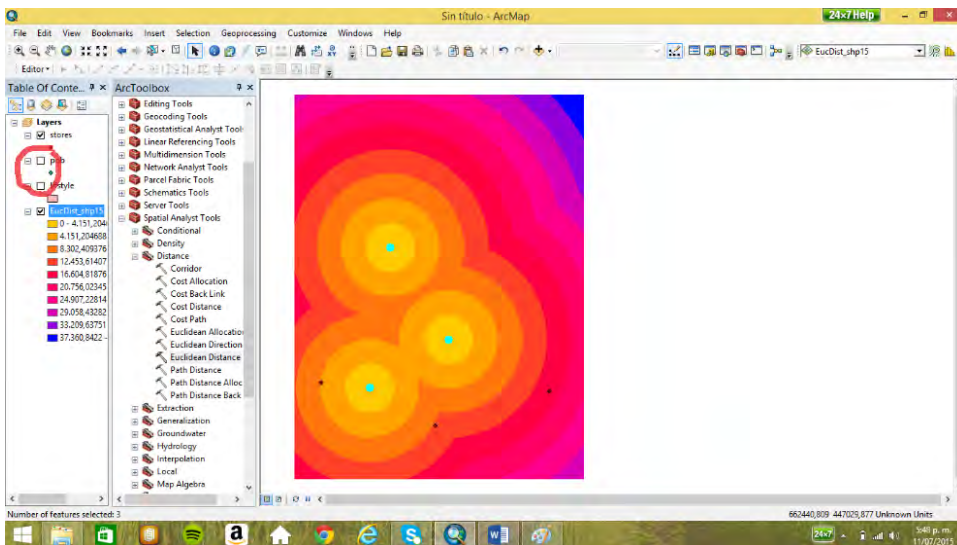 Sin título - ArcMap
24x7 Help
File Edit View Bookmarks Insert Selection Geoprocessing Customize Windows Help
EucDist_shp15
Editor
Table Of Conte...
ArcToolbox
Layers
stores
EucDist_shp15
0 - 4.151,204
4.151,204688
8.302,409376
12.453,61407
16.604,81876
20.756,02345
24.907,22814
29.058,43282
33.209,63751
37.360,8422 -
Editing Tools
Geocoding Tools
Geostatistical Analyst Tool
Linear Referencing Tools
Multidimension Tools
Network Analyst Tools
Parcel Fabric Tools
Schematics Tools
Server Tools
Spatial Analyst Tools
Conditional
Density
Distance
Corridor
Cost Allocation
Cost Back Link
Cost Distance
Cost Path
Euclidean Allocation
Euclidean Direction
Euclidean Distance
Path Distance
Path Distance Alloc
Path Distance Back
Extraction
Generalization
Groundwater
Hydrology
Interpolation
Local
Map Algebra
Number of features selected: 3
662440,809 447029,877 Unknown Units
24x7
5:48 p. m.
11/07/2015